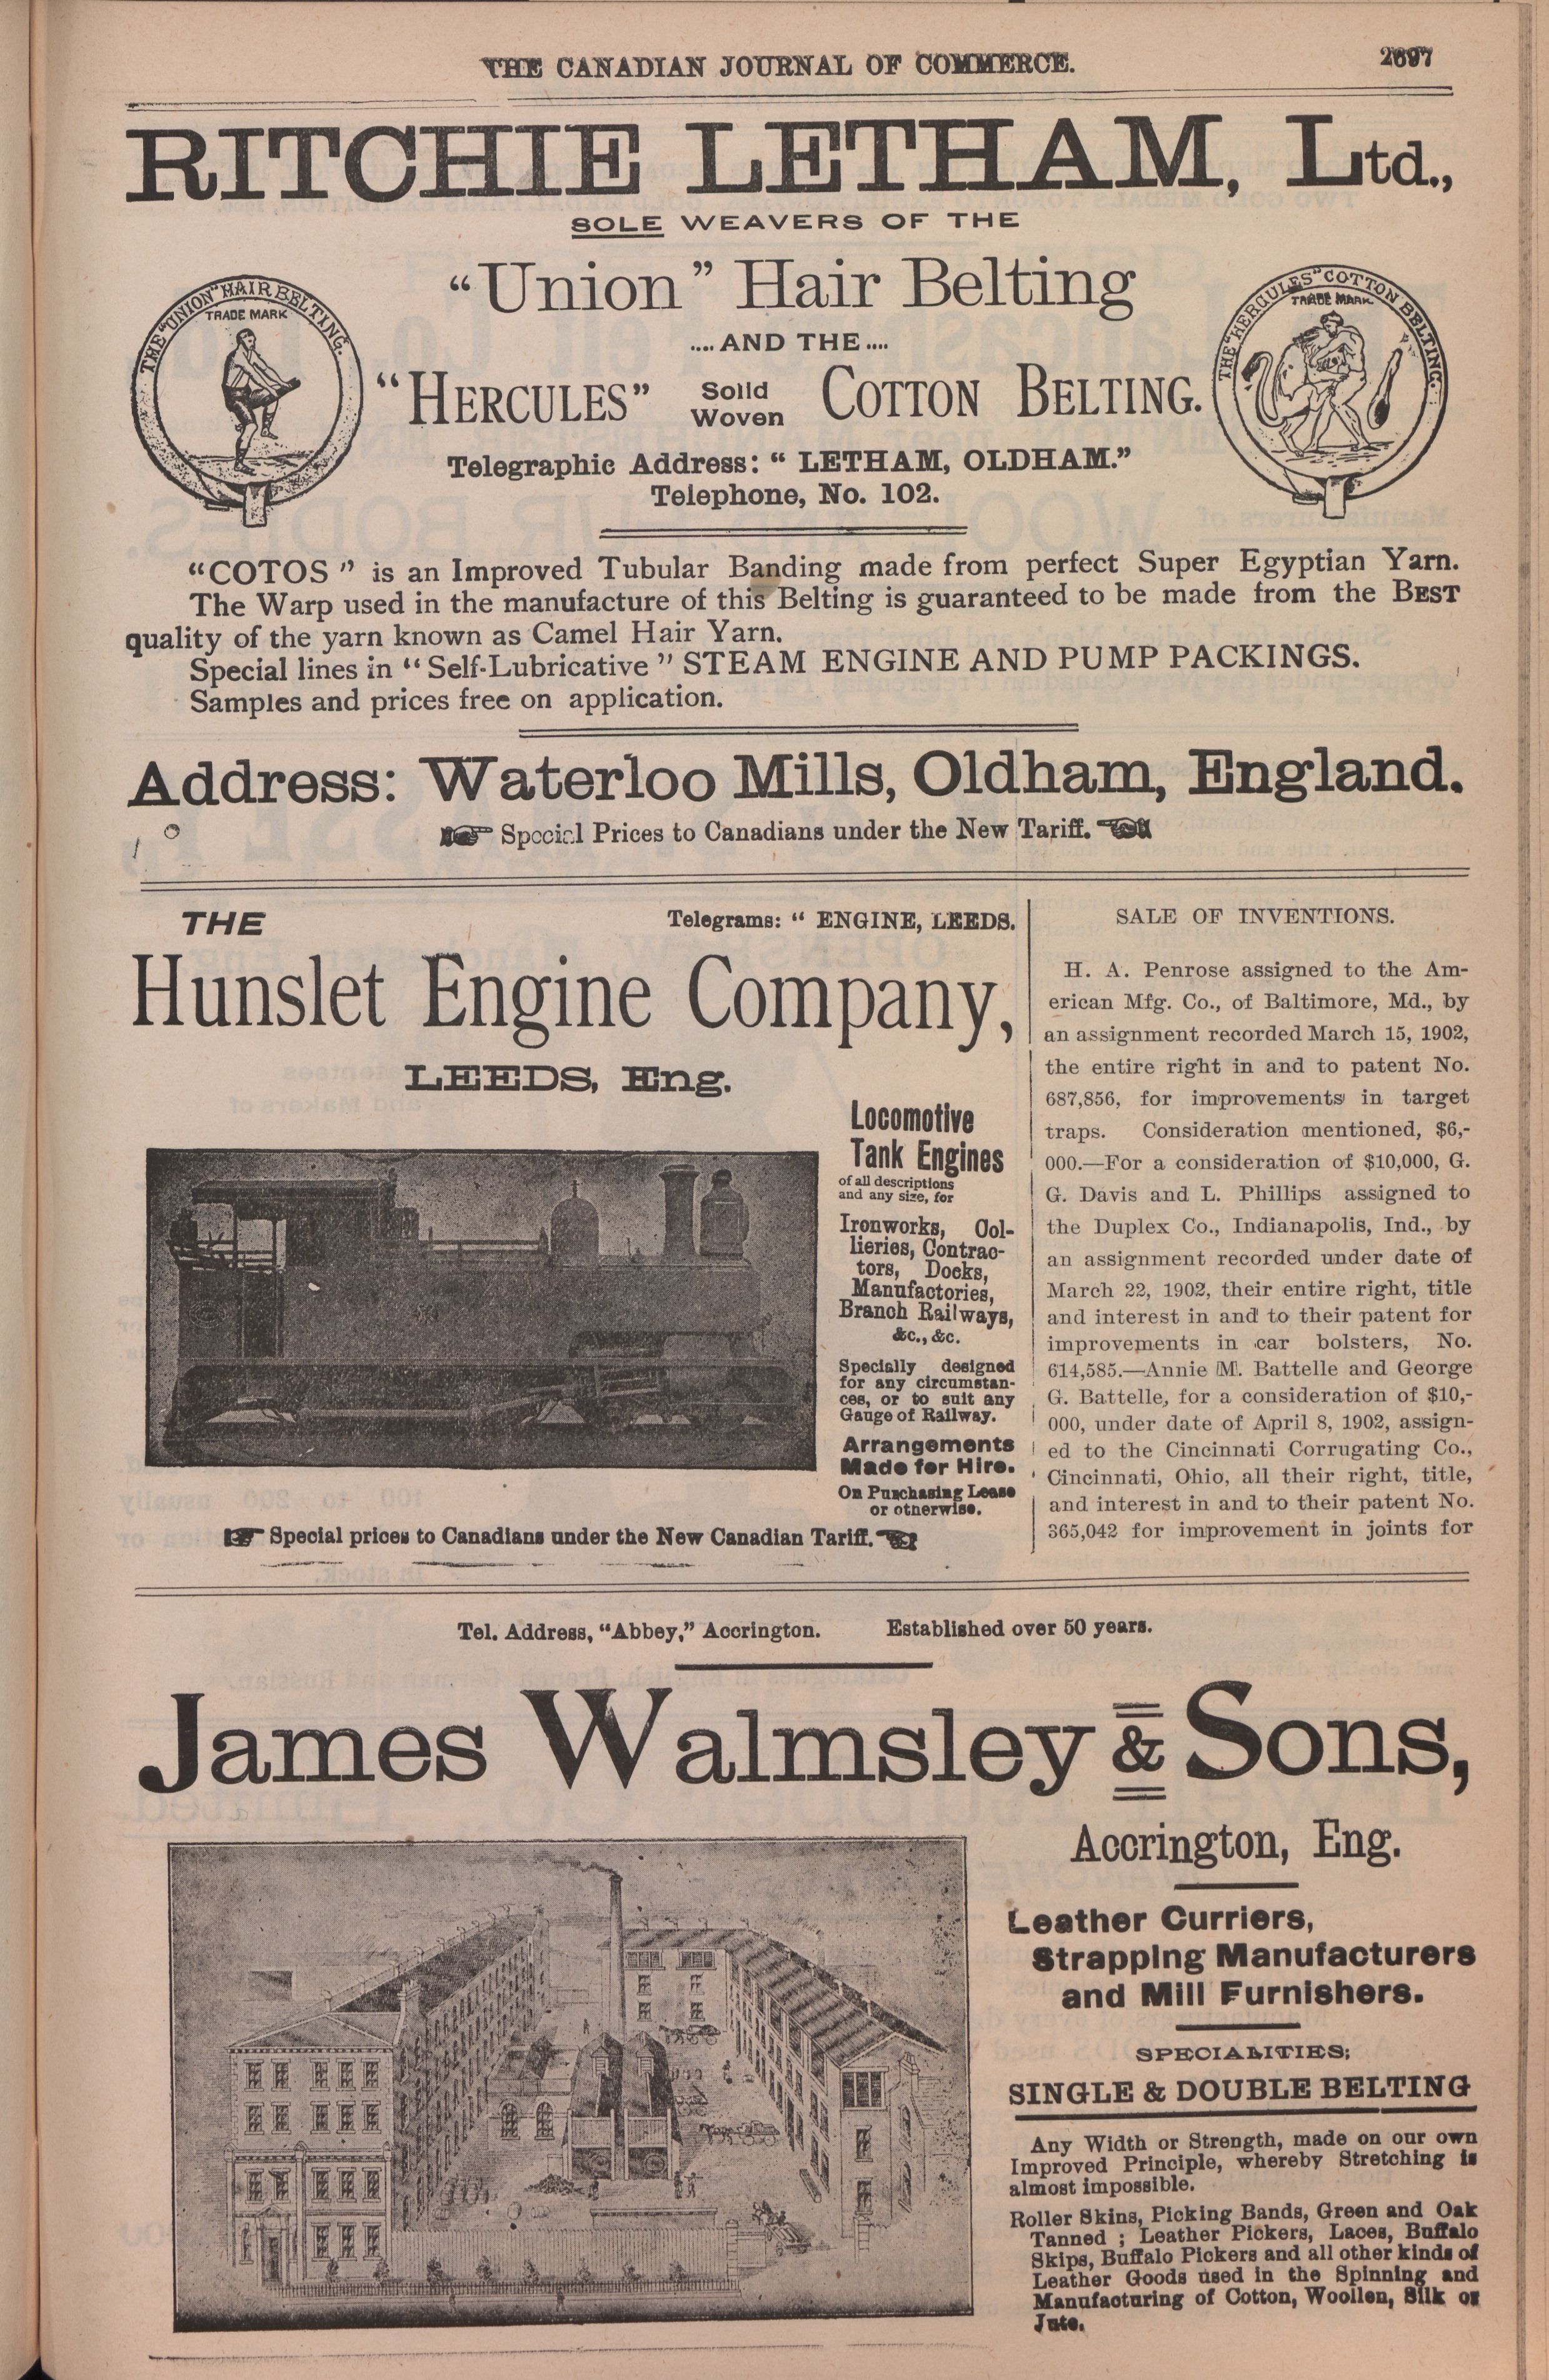 THE CANADIAN JOURNAL OF COMMERCE. 2697
RITCHIE LETHAM, Ltd.,
SOLE WEAVERS OF THE
"Union" Hair Belting
THE "UNION" HAIR BELTING.
TRADE MARK
THE "HERCULES" COTTON BELTING.
TRADE MARK
....AND THE....
"HERCULES" Solid Woven COTTON BELTING.
Telegraphic Address: "LETHAM, OLDHAM."
Telephone, No. 102.
"COTOS" is an Improved Tubular Banding made from perfect Super Egyptian Yarn.
The Warp used in the manufacture of this Belting is guaranteed to be made from the BEST
quality of the yarn known as Camel Hair Yarn.
Special lines in "Self-Lubricative" STEAM ENGINE AND PUMP PACKINGS.
Samples and prices free on application.
Address: Waterloo Mills, Oldham, England.
Special Prices to Canadians under the New Tariff.
THE Telegrams: "ENGINE, LEEDS.
Hunslet Engine Company,
LEEDS, Eng.
Locomotive
Tank Engines
of all descriptions
and any size, for
Ironworks, Col-
lieries, Contrac-
tors, Docks,
Manufactories,
Branch Railways,
&c., &c.
Specially designed
for any circumstan-
ces, or to suit any
Gauge of Railway.
Arrangements
Made for Hire.
On Purchasing Lease
or otherwise.
Special prices to Canadians under the New Canadian Tariff.
SALE OF INVENTIONS.
H. A. Penrose assigned to the Am-
erican Mfg. Co., of Baltimore, Md., by
an assignment recorded March 15, 1902,
the entire right in and to patent No.
687,856, for improvements in target
traps. Consideration mentioned, $6,-
000.—For a consideration of $10,000, G.
G. Davis and L. Phillips assigned to
the Duplex Co., Indianapolis, Ind., by
an assignment recorded under date of
March 22, 1902, their entire right, title
and interest in and to their patent for
improvements in car bolsters, No.
614,585.—Annie M. Battelle and George
G. Battelle, for a consideration of $10,-
000, under date of April 8, 1902, assign-
ed to the Cincinnati Corrugating Co.,
Cincinnati, Ohio, all their right, title,
and interest in and to their patent No.
365,042 for improvement in joints for
Tel. Address, "Abbey," Accrington. Established over 50 years.
James Walmsley & Sons,
Accrington, Eng.
Leather Curriers,
Strapping Manufacturers
and Mill Furnishers.
SPECIALITIES;
SINGLE & DOUBLE BELTING
Any Width or Strength, made on our own
Improved Principle, whereby Stretching is
almost impossible.
Roller Skins, Picking Bands, Green and Oak
Tanned ; Leather Pickers, Laces, Buffalo
Skips, Buffalo Pickers and all other kinds of
Leather Goods used in the Spinning and
Manufacturing of Cotton, Woollen, Silk or
Jute.